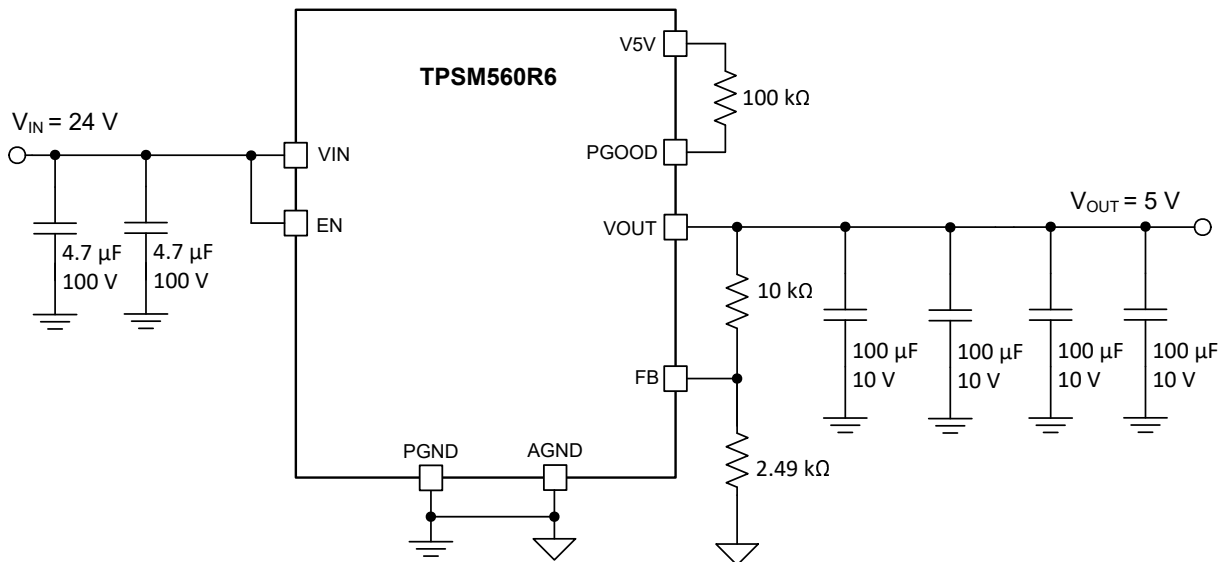 V5V
TPSM560R6
100 kΩ
VIN = 24 V
VIN
PGOOD
EN
VOUT
VOUT = 5 V
4.7 µF
100 V
4.7 µF
100 V
10 kΩ
100 µF
10 V
100 µF
10 V
100 µF
10 V
100 µF
10 V
FB
PGND
AGND
2.49 kΩ